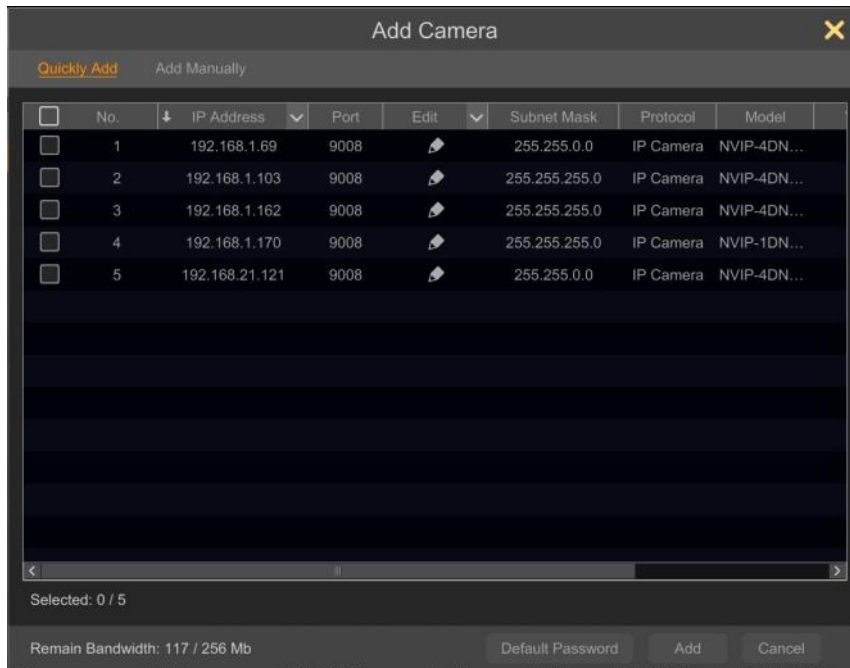 Add Camera
Quickly Add Add Manually
No. IP Address Port Edit Subnet Mask Protocol Model
1 192.168.1.69 9008 255.255.0.0 IP Camera NVIP-4DN...
2 192.168.1.103 9008 255.255.255.0 IP Camera NVIP-4DN...
3 192.168.1.162 9008 255.255.255.0 IP Camera NVIP-4DN...
4 192.168.1.170 9008 255.255.255.0 IP Camera NVIP-1DN...
5 192.168.21.121 9008 255.255.0.0 IP Camera NVIP-4DN...
Selected: 0 / 5
Remain Bandwidth: 117 / 256 Mb Default Password Add Cancel